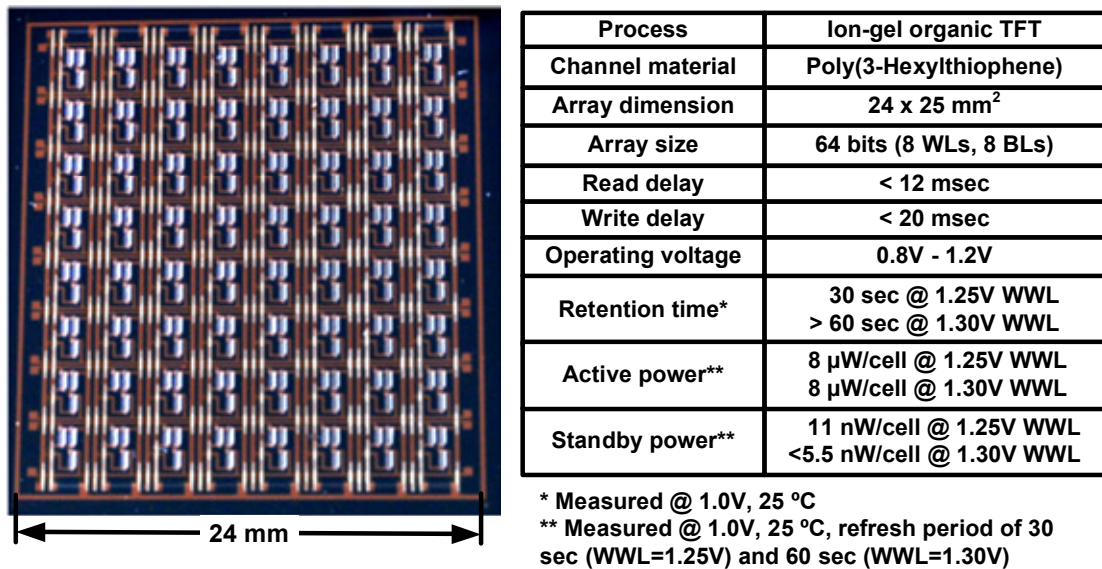 24 mm
Process Ion-gel organic TFT
Channel material Poly(3-Hexylthiophene)
Array dimension 24 x 25 mm²
Array size 64 bits (8 WLs, 8 BLs)
Read delay < 12 msec
Write delay < 20 msec
Operating voltage 0.8V - 1.2V
Retention time* 30 sec @ 1.25V WWL
> 60 sec @ 1.30V WWL
Active power** 8 µW/cell @ 1.25V WWL
8 µW/cell @ 1.30V WWL
Standby power** 11 nW/cell @ 1.25V WWL
<5.5 nW/cell @ 1.30V WWL
* Measured @ 1.0V, 25 ºC
** Measured @ 1.0V, 25 ºC, refresh period of 30
sec (WWL=1.25V) and 60 sec (WWL=1.30V)